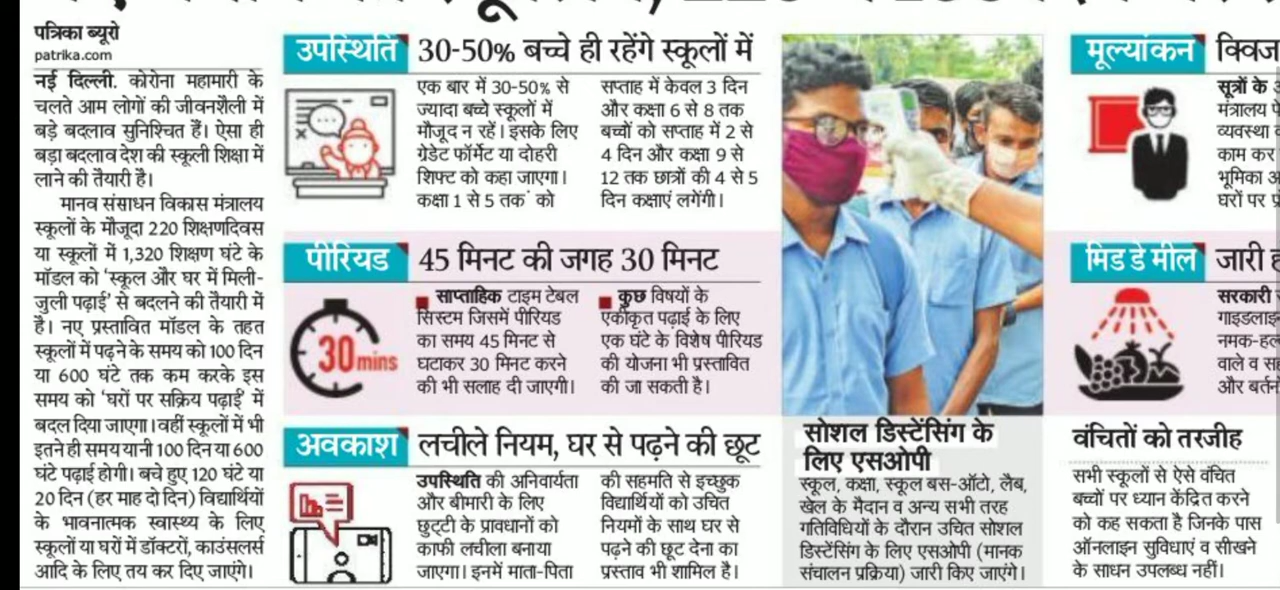 पत्रिका ब्यूरो
patrika.com
नई दिल्ली. कोरोना महामारी के
चलते आम लोगों की जीवनशैली में
बड़े बदलाव सुनिश्चित हैं। ऐसा ही
बड़ा बदलाव देश की स्कूली शिक्षा में
लाने की तैयारी है।
मानव संसाधन विकास मंत्रालय
स्कूलों के मौजूदा 220 शिक्षणदिवस
या स्कूलों में 1,320 शिक्षण घंटे के
मॉडल को 'स्कूल और घर में मिली-
जुली पढ़ाई' से बदलने की तैयारी में
है। नए प्रस्तावित मॉडल के तहत
स्कूलों में पढ़ने के समय को 100 दिन
या 600 घंटे तक कम करके इस
समय को 'घरों पर सक्रिय पढ़ाई' में
बदल दिया जाएगा। वहीं स्कूलों में भी
इतने ही समय यानी 100 दिन या 600
घंटे पढ़ाई होगी। बचे हुए 120 घंटे या
20 दिन (हर माह दो दिन) विद्यार्थियों
के भावनात्मक स्वास्थ्य के लिए
स्कूलों या घरों में डॉक्टरों, काउंसलर्स
आदि के लिए तय कर दिए जाएंगे।
उपस्थिति 30-50% बच्चे ही रहेंगे स्कूलों में
एक बार में 30-50% से
ज्यादा बच्चे स्कूलों में
मौजूद न रहें। इसके लिए
ग्रेडेट फॉर्मेट या दोहरी
शिफ्ट को कहा जाएगा।
कक्षा 1 से 5 तक को
सप्ताह में केवल 3 दिन
और कक्षा 6 से 8 तक
बच्चों को सप्ताह में 2 से
4 दिन और कक्षा 9 से
12 तक छात्रों की 4 से 5
दिन कक्षाएं लगेंगी।
पीरियड 45 मिनट की जगह 30 मिनट
30 mins
साप्ताहिक टाइम टेबल
सिस्टम जिसमें पीरियड
का समय 45 मिनट से
घटाकर 30 मिनट करने
की भी सलाह दी जाएगी।
कुछ विषयों के
एकीकृत पढ़ाई के लिए
एक घंटे के विशेष पीरियड
की योजना भी प्रस्तावित
की जा सकती है।
अवकाश लचीले नियम, घर से पढ़ने की छूट
उपस्थिति की अनिवार्यता
और बीमारी के लिए
छुट्टी के प्रावधानों को
काफी लचीला बनाया
जाएगा। इनमें माता-पिता
की सहमति से इच्छुक
विद्यार्थियों को उचित
नियमों के साथ घर से
पढ़ने की छूट देना का
प्रस्ताव भी शामिल है।
सोशल डिस्टेंसिंग के
लिए एसओपी
स्कूल, कक्षा, स्कूल बस-ऑटो, लैब,
खेल के मैदान व अन्य सभी तरह
गतिविधियों के दौरान उचित सोशल
डिस्टेंसिंग के लिए एसओपी (मानक
संचालन प्रक्रिया) जारी किए जाएंगे।
मूल्यांकन क्विज
सूत्रों के
मंत्रालय
व्यवस्था
काम कर
भूमिका
घरों पर
मिड डे मील जारी
सरकारी
गाइडलाइन
नमक-हल्
वाले व
और बर्तन
वंचितों को तरजीह
सभी स्कूलों से ऐसे वंचित
बच्चों पर ध्यान केंद्रित करने
को कह सकता है जिनके पास
ऑनलाइन सुविधाएं व सीखने
के साधन उपलब्ध नहीं।